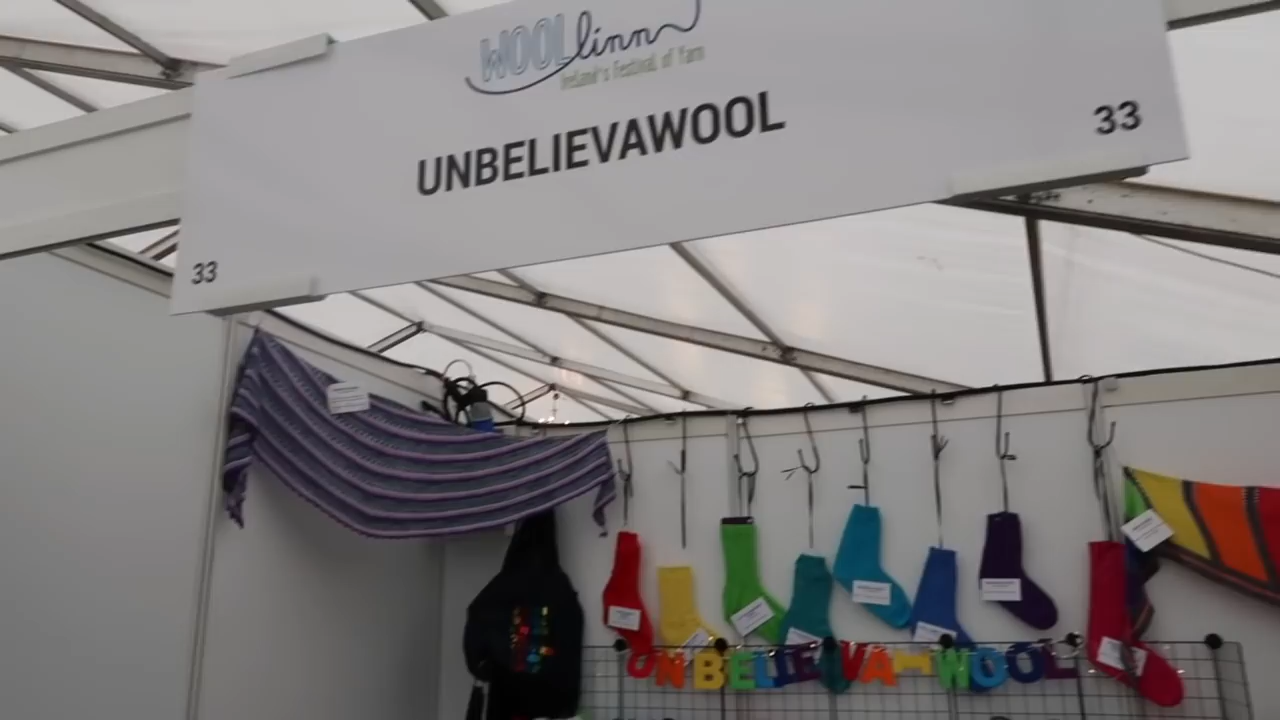 WOOLlinn
Ireland's Festival of Yarn
UNBELIEVAWOOL
33
33
UNBELIEVA-WOOL